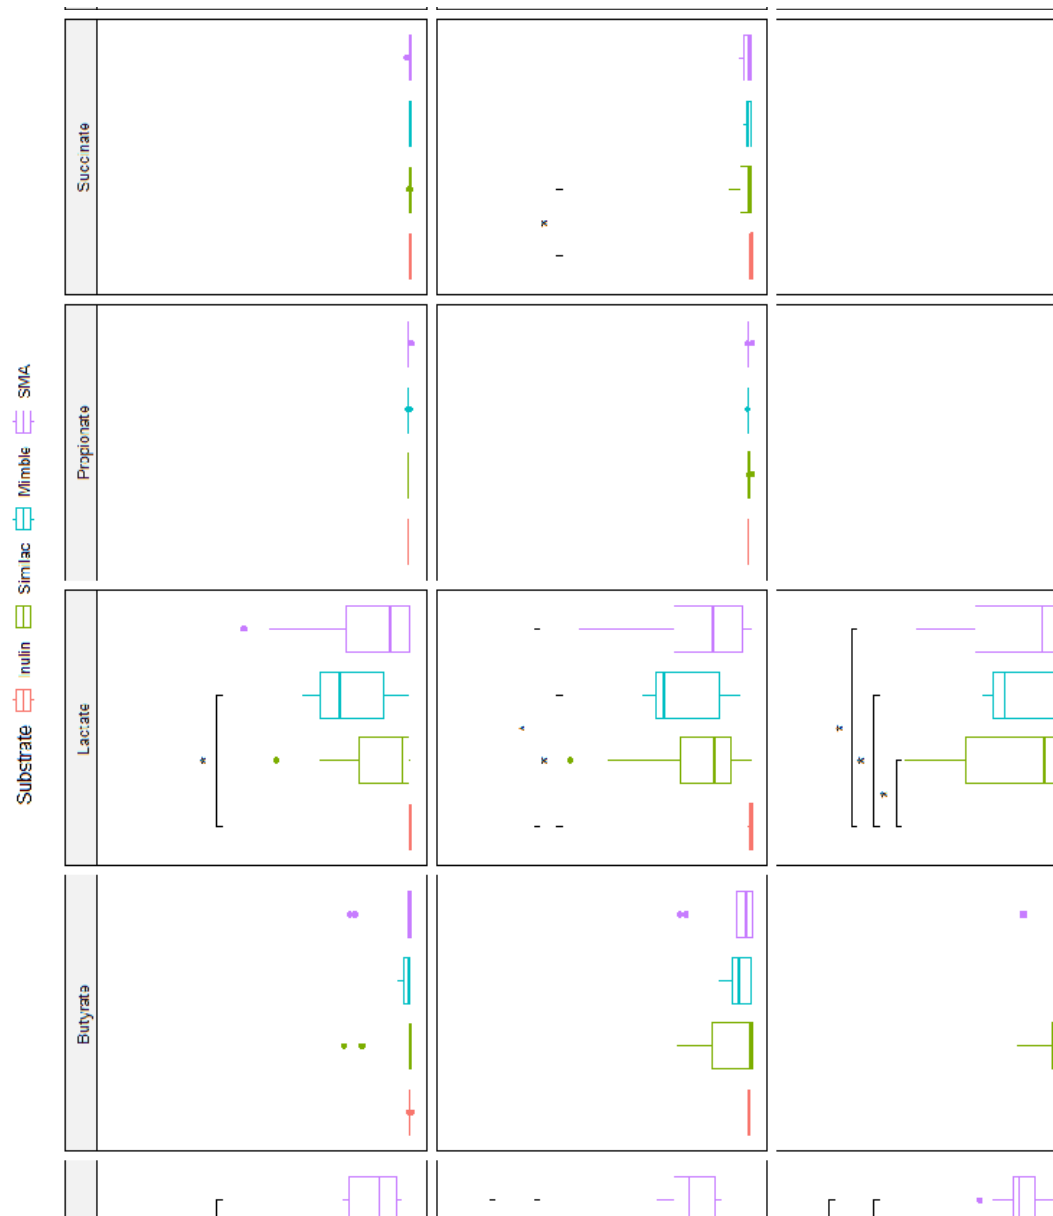 Substrate Inulin Similac Mimble SMA
Butyrate
Lactate
Propionate
Succinate
*
*
*
*
*
*
*